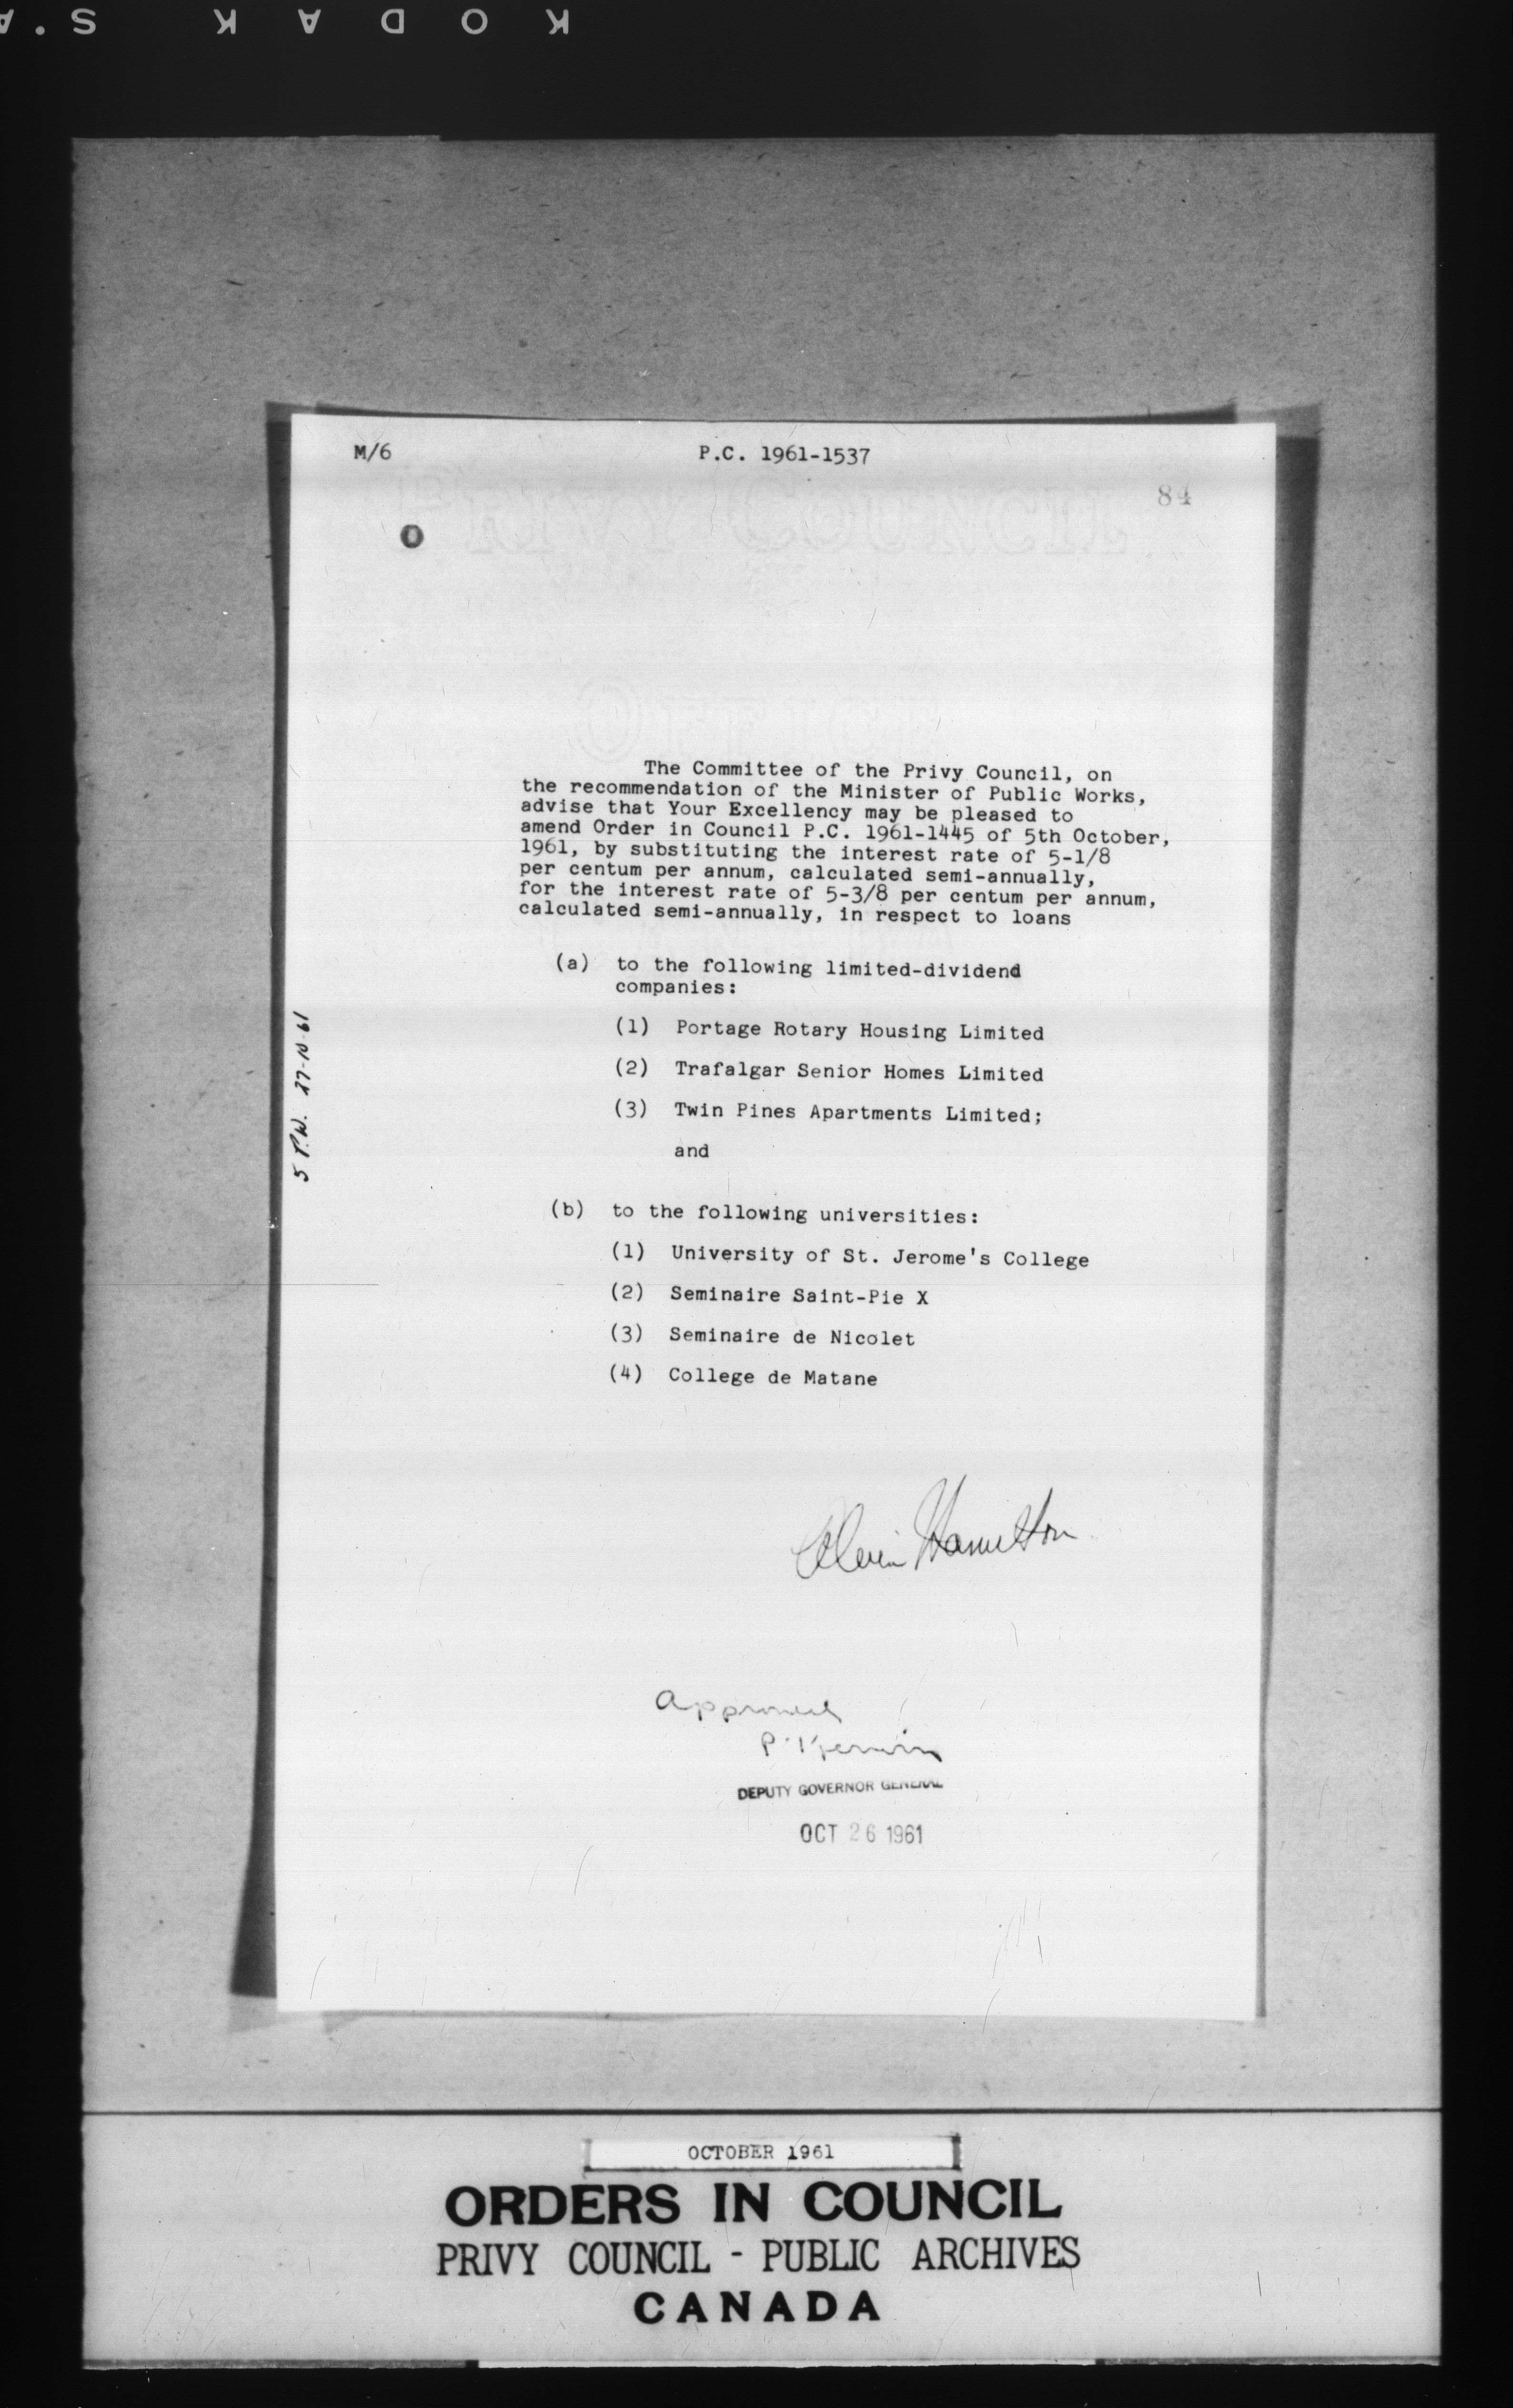 KODAK S.A
M/6 P.C. 1961-1537
84
The Committee of the Privy Council, on
the recommendation of the Minister of Public Works,
advise that Your Excellency may be pleased to
amend Order in Council P.C. 1961-1445 of 5th October,
1961, by substituting the interest rate of 5-1/8
per centum per annum, calculated semi-annually,
for the interest rate of 5-3/8 per centum per annum,
calculated semi-annually, in respect to loans
(a) to the following limited-dividend
companies:
(1) Portage Rotary Housing Limited
(2) Trafalgar Senior Homes Limited
(3) Twin Pines Apartments Limited;
and
(b) to the following universities:
(1) University of St. Jerome's College
(2) Seminaire Saint-Pie X
(3) Seminaire de Nicolet
(4) College de Matane
5 P.W. 27-10-61
Alvin Hamilton
Approved
P. Kerwin
DEPUTY GOVERNOR GENERAL
OCT 26 1961
OCTOBER 1961
ORDERS IN COUNCIL
PRIVY COUNCIL - PUBLIC ARCHIVES
CANADA